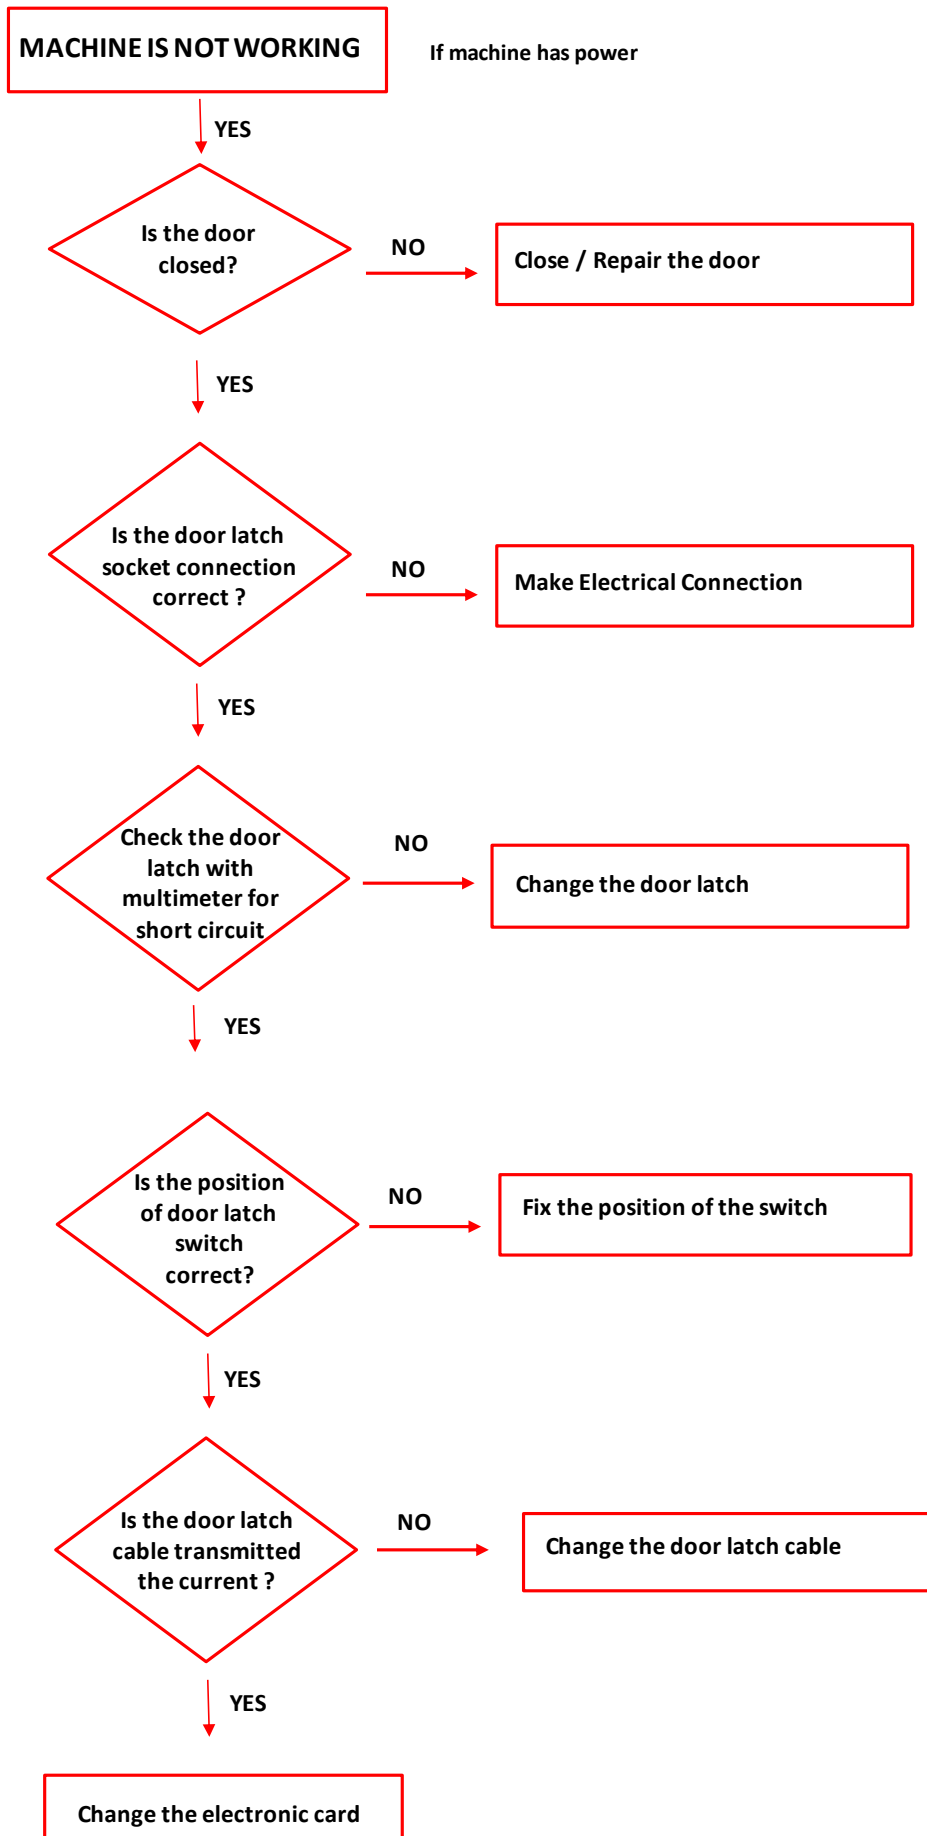 MACHINE IS NOT WORKING
If machine has power
YES
Is the door
closed?
NO
Close / Repair the door
YES
Is the door latch
socket connection
correct ?
NO
Make Electrical Connection
YES
Check the door
latch with
multimeter for
short circuit
NO
Change the door latch
YES
Is the position
of door latch
switch
correct?
NO
Fix the position of the switch
YES
Is the door latch
cable transmitted
the current ?
NO
Change the door latch cable
YES
Change the electronic card